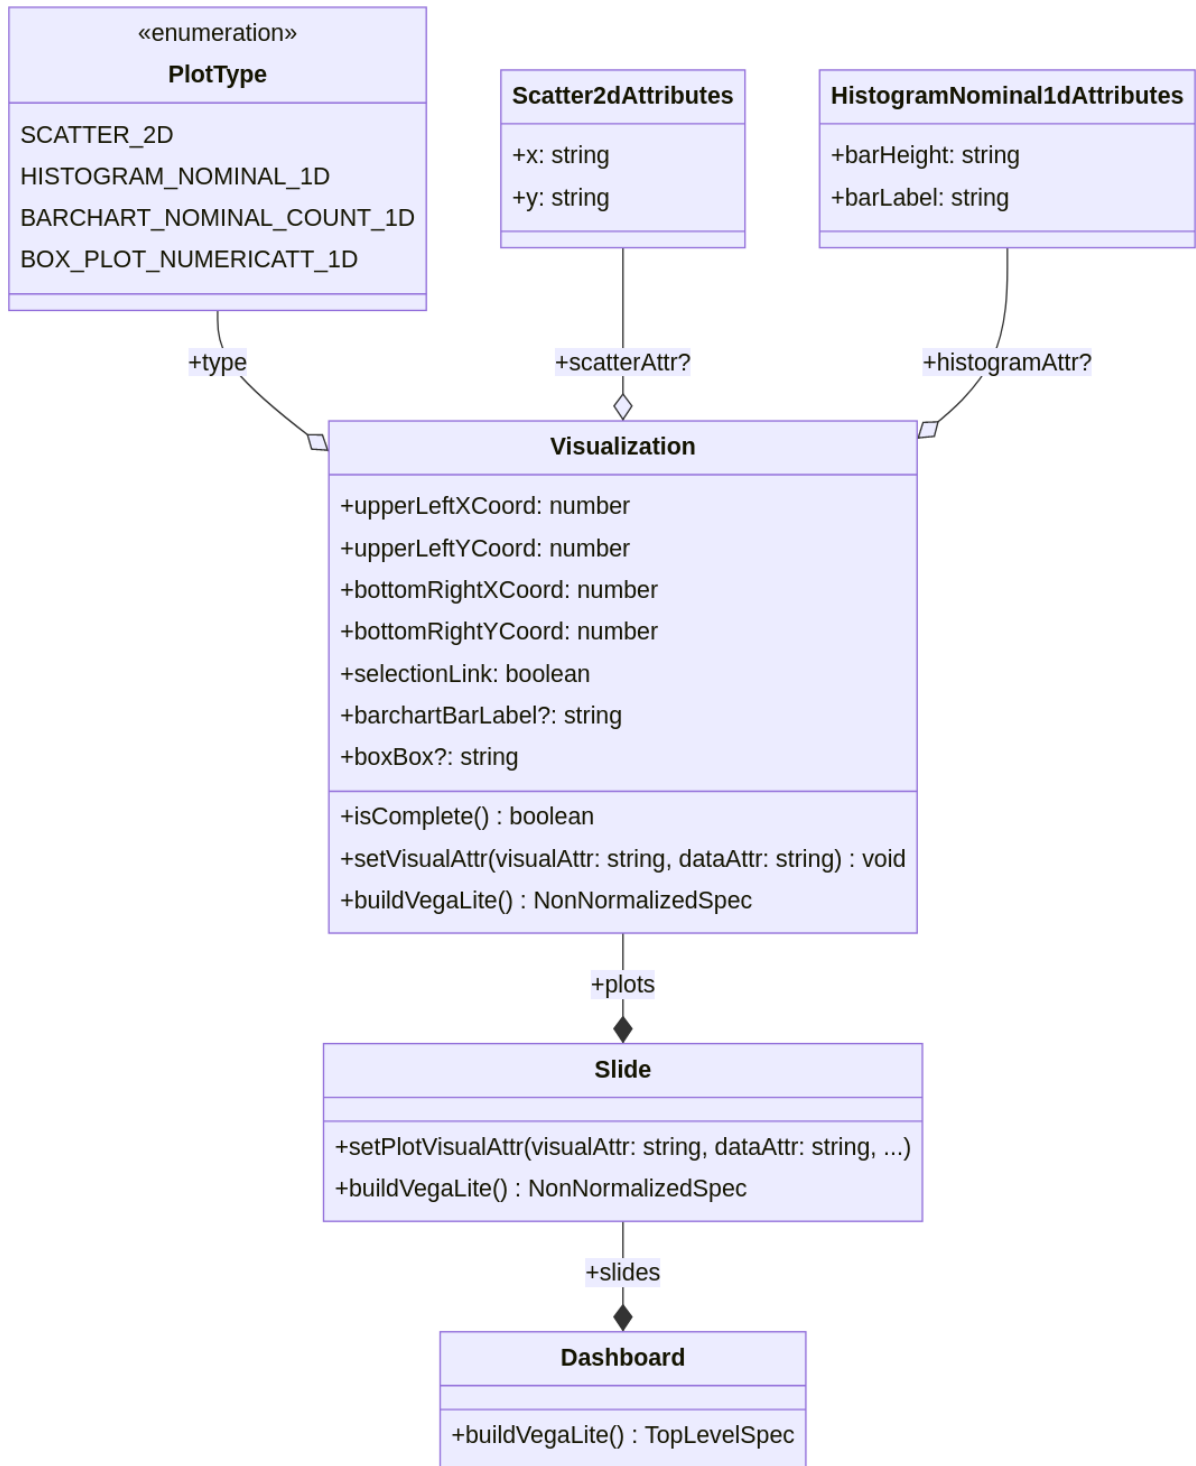 «enumeration»
PlotType
SCATTER_2D
HISTOGRAM_NOMINAL_1D
BARCHART_NOMINAL_COUNT_1D
BOX_PLOT_NUMERICATT_1D
Scatter2dAttributes
+x: string
+y: string
HistogramNominal1dAttributes
+barHeight: string
+barLabel: string
+type
+scatterAttr?
+histogramAttr?
Visualization
+upperLeftXCoord: number
+upperLeftYCoord: number
+bottomRightXCoord: number
+bottomRightYCoord: number
+selectionLink: boolean
+barchartBarLabel?: string
+boxBox?: string
+isComplete() : boolean
+setVisualAttr(visualAttr: string, dataAttr: string) : void
+buildVegaLite() : NonNormalizedSpec
+plots
Slide
+setPlotVisualAttr(visualAttr: string, dataAttr: string, ...)
+buildVegaLite() : NonNormalizedSpec
+slides
Dashboard
+buildVegaLite() : TopLevelSpec